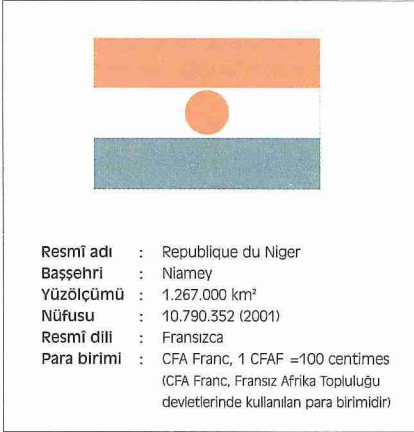 Resmî adı : Republique du Niger
Başşehri : Niamey
Yüzölçümü : 1.267.000 km²
Nüfusu : 10.790.352 (2001)
Resmî dili : Fransızca
Para birimi : CFA Franc, 1 CFAF =100 centimes
(CFA Franc, Fransız Afrika Topluluğu
devletlerinde kullanılan para birimidir)